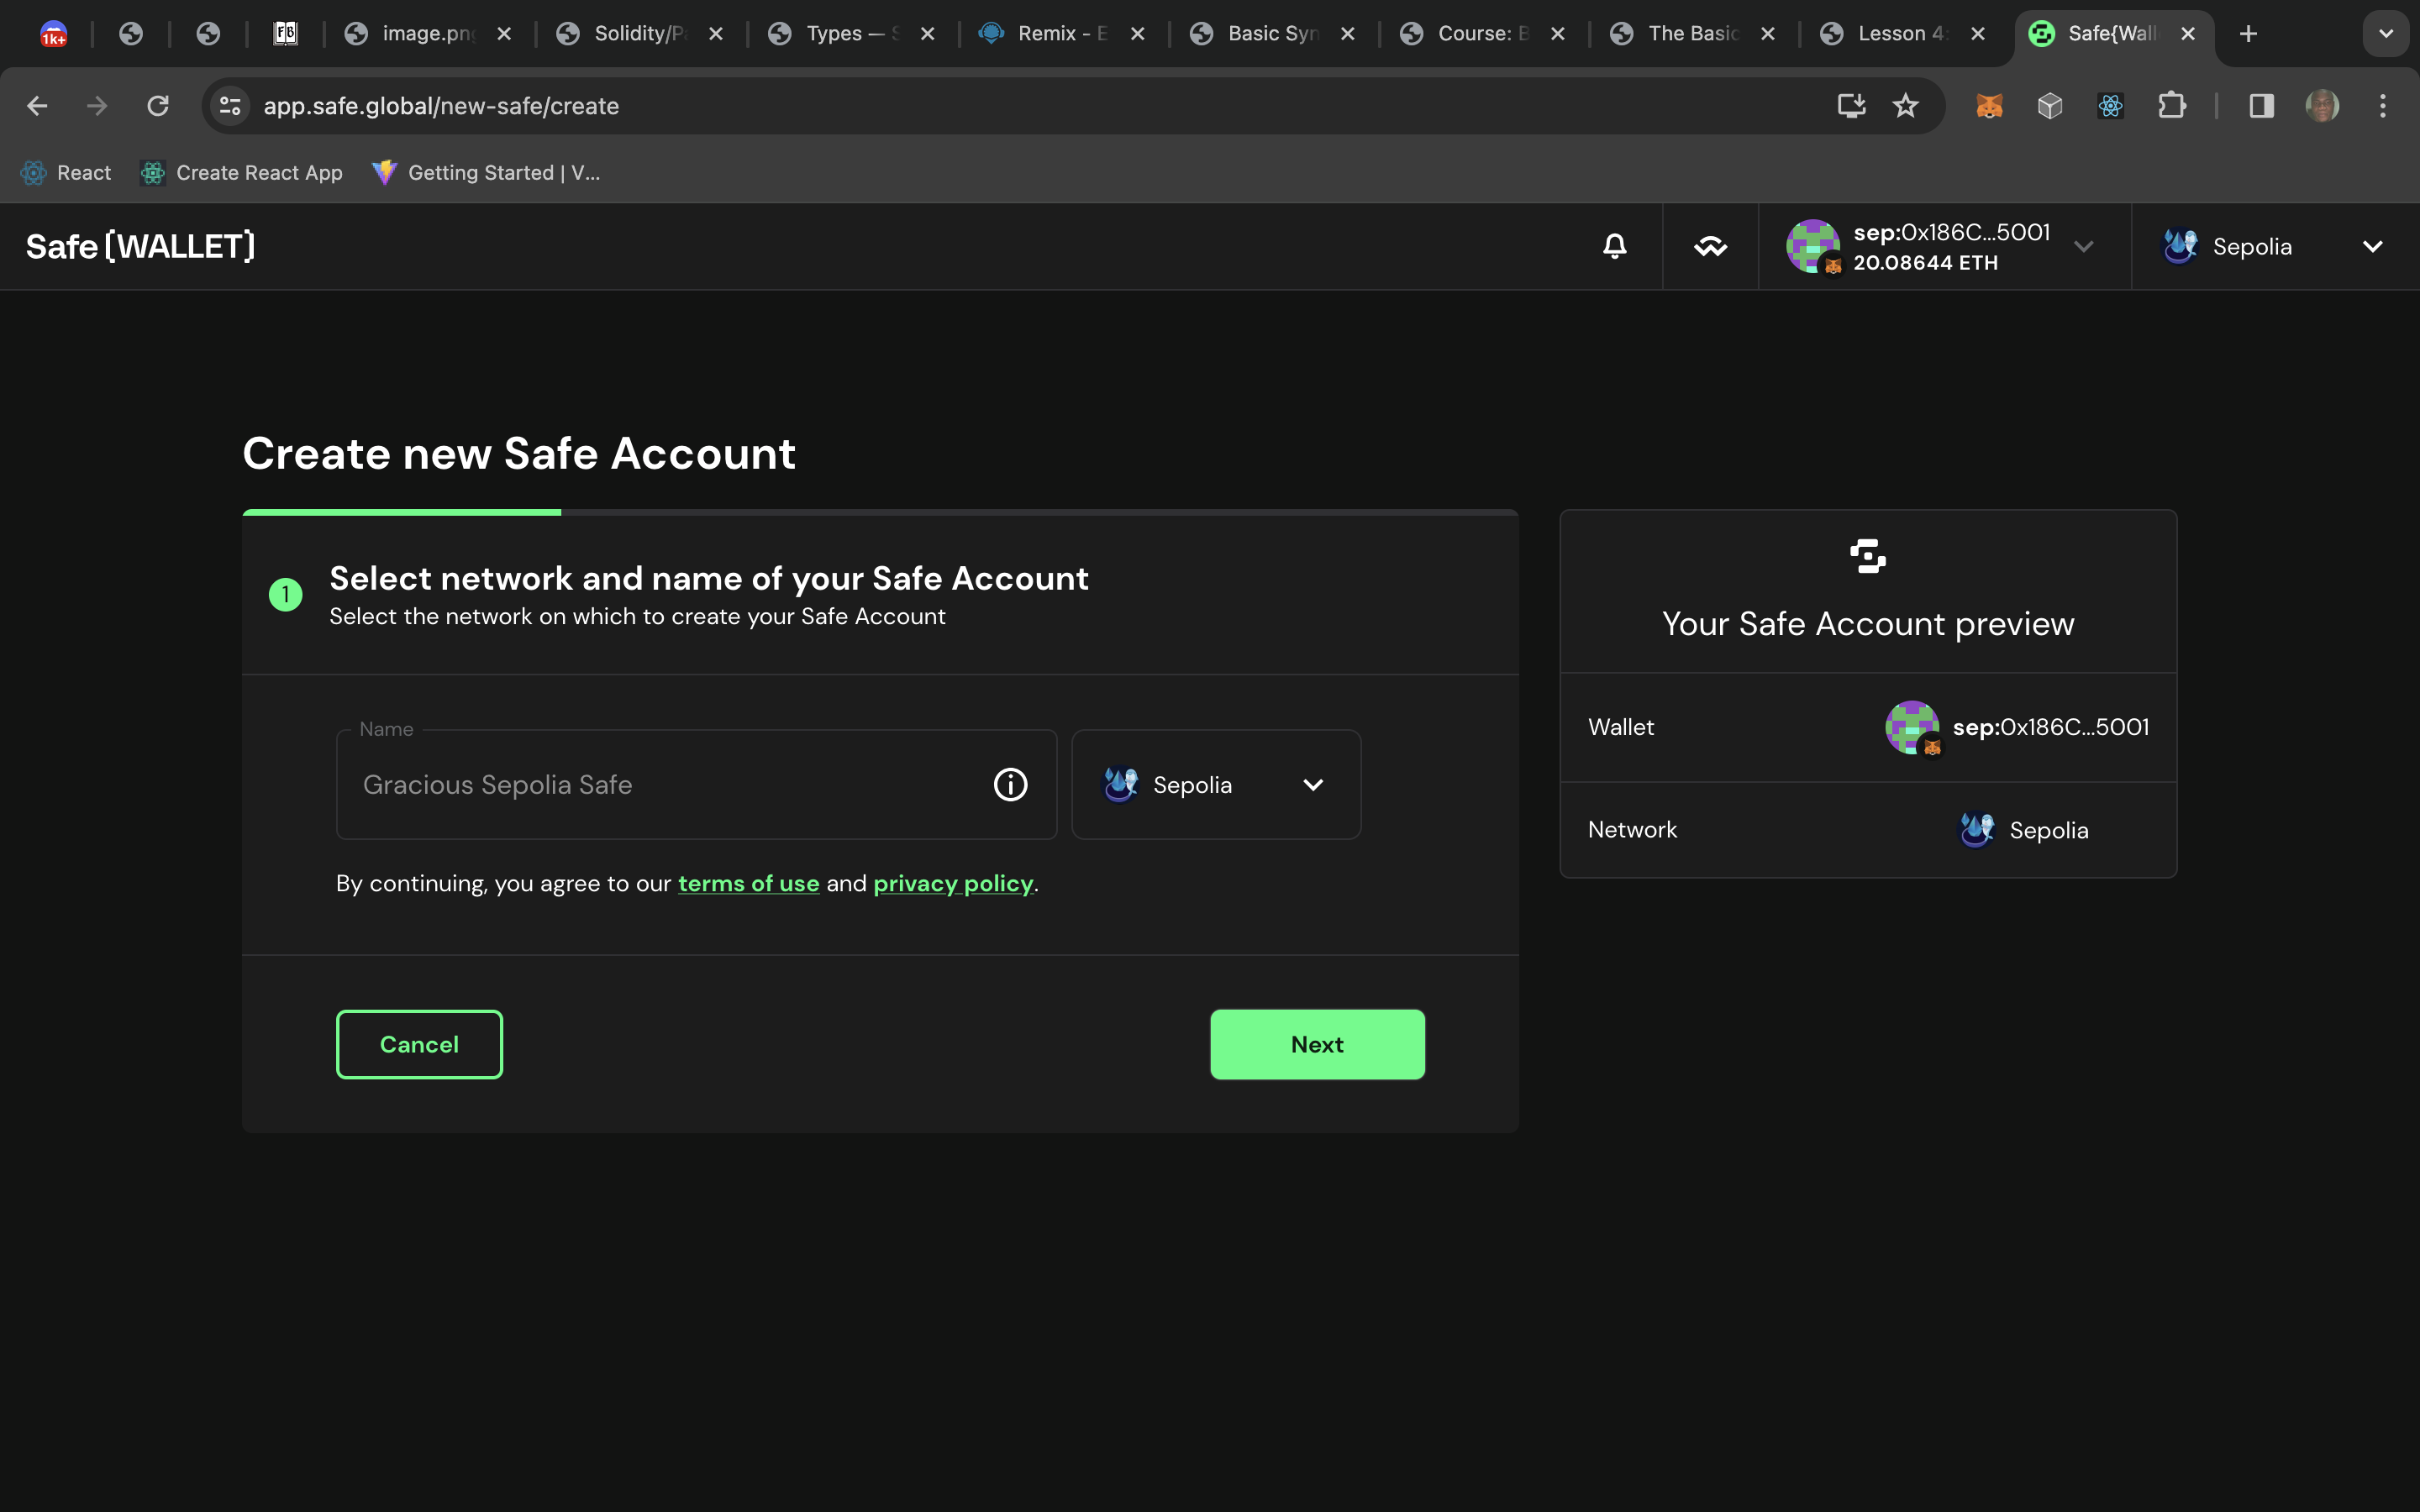 1k+
FB
image.pn
Solidity/P
Types —
Remix -
Basic Syn
Course:
The Basic
Lesson 4
Safe{Wall
app.safe.global/new-safe/create
React
Create React App
Getting Started | V...
Safe{WALLET}
sep:0x186C...5001
20.08644 ETH
Sepolia
Create new Safe Account
1
Select network and name of your Safe Account
Select the network on which to create your Safe Account
Name
Gracious Sepolia Safe
Sepolia
By continuing, you agree to our terms of use and privacy policy.
Cancel
Next
Your Safe Account preview
Wallet
sep:0x186C...5001
Network
Sepolia